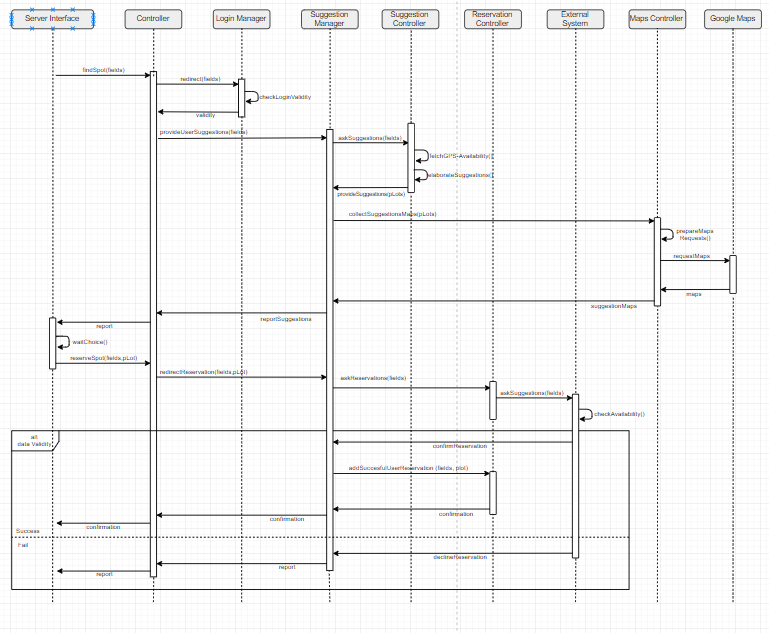 Server Interface
Controller
Login Manager
Suggestion
Manager
Suggestion
Controller
Reservation
Controller
External
System
Maps Controller
Google Maps
findSpot(fields)
redirect(fields)
checkLoginValidity
validity
provideUserSuggestions(fields)
askSuggestions(fields)
fetchGPS-Availability()
elaborateSuggestions()
provideSuggestions(pLots)
collectSuggestionsMaps(pLots)
prepareMaps
Requests()
requestMaps
maps
suggestionMaps
reportSuggestions
report
waitChoice()
reserveSpot(fields,pLot)
redirectReservation(fields,pLot)
askReservations(fields)
askSuggestions(fields)
checkAvailability()
alt
data Validity
confirmReservation
addSuccesfulUserReservation (fields, plot)
confirmation
confirmation
confirmation
Success
Fail
declineReservation
report
report